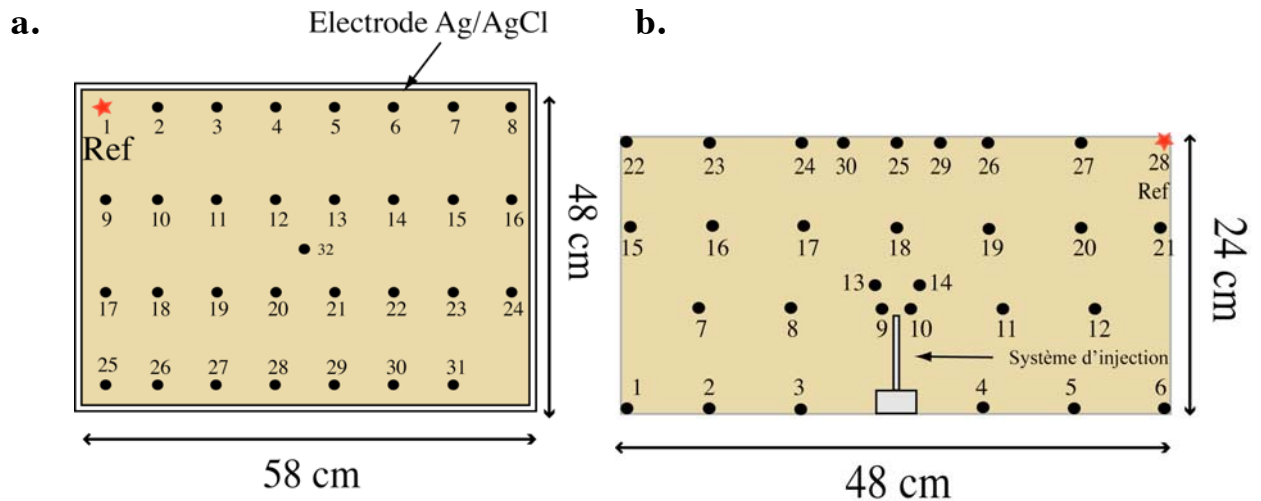 a.
Electrode Ag/AgCl
1 2 3 4 5 6 7 8
Ref
9 10 11 12 13 14 15 16
32
17 18 19 20 21 22 23 24
25 26 27 28 29 30 31
48 cm
58 cm
b.
22 23 24 30 25 29 26 27 28
Ref
15 16 17 18 19 20 21
13 14
7 8 9 10 11 12
Système d'injection
1 2 3 4 5 6
24 cm
48 cm